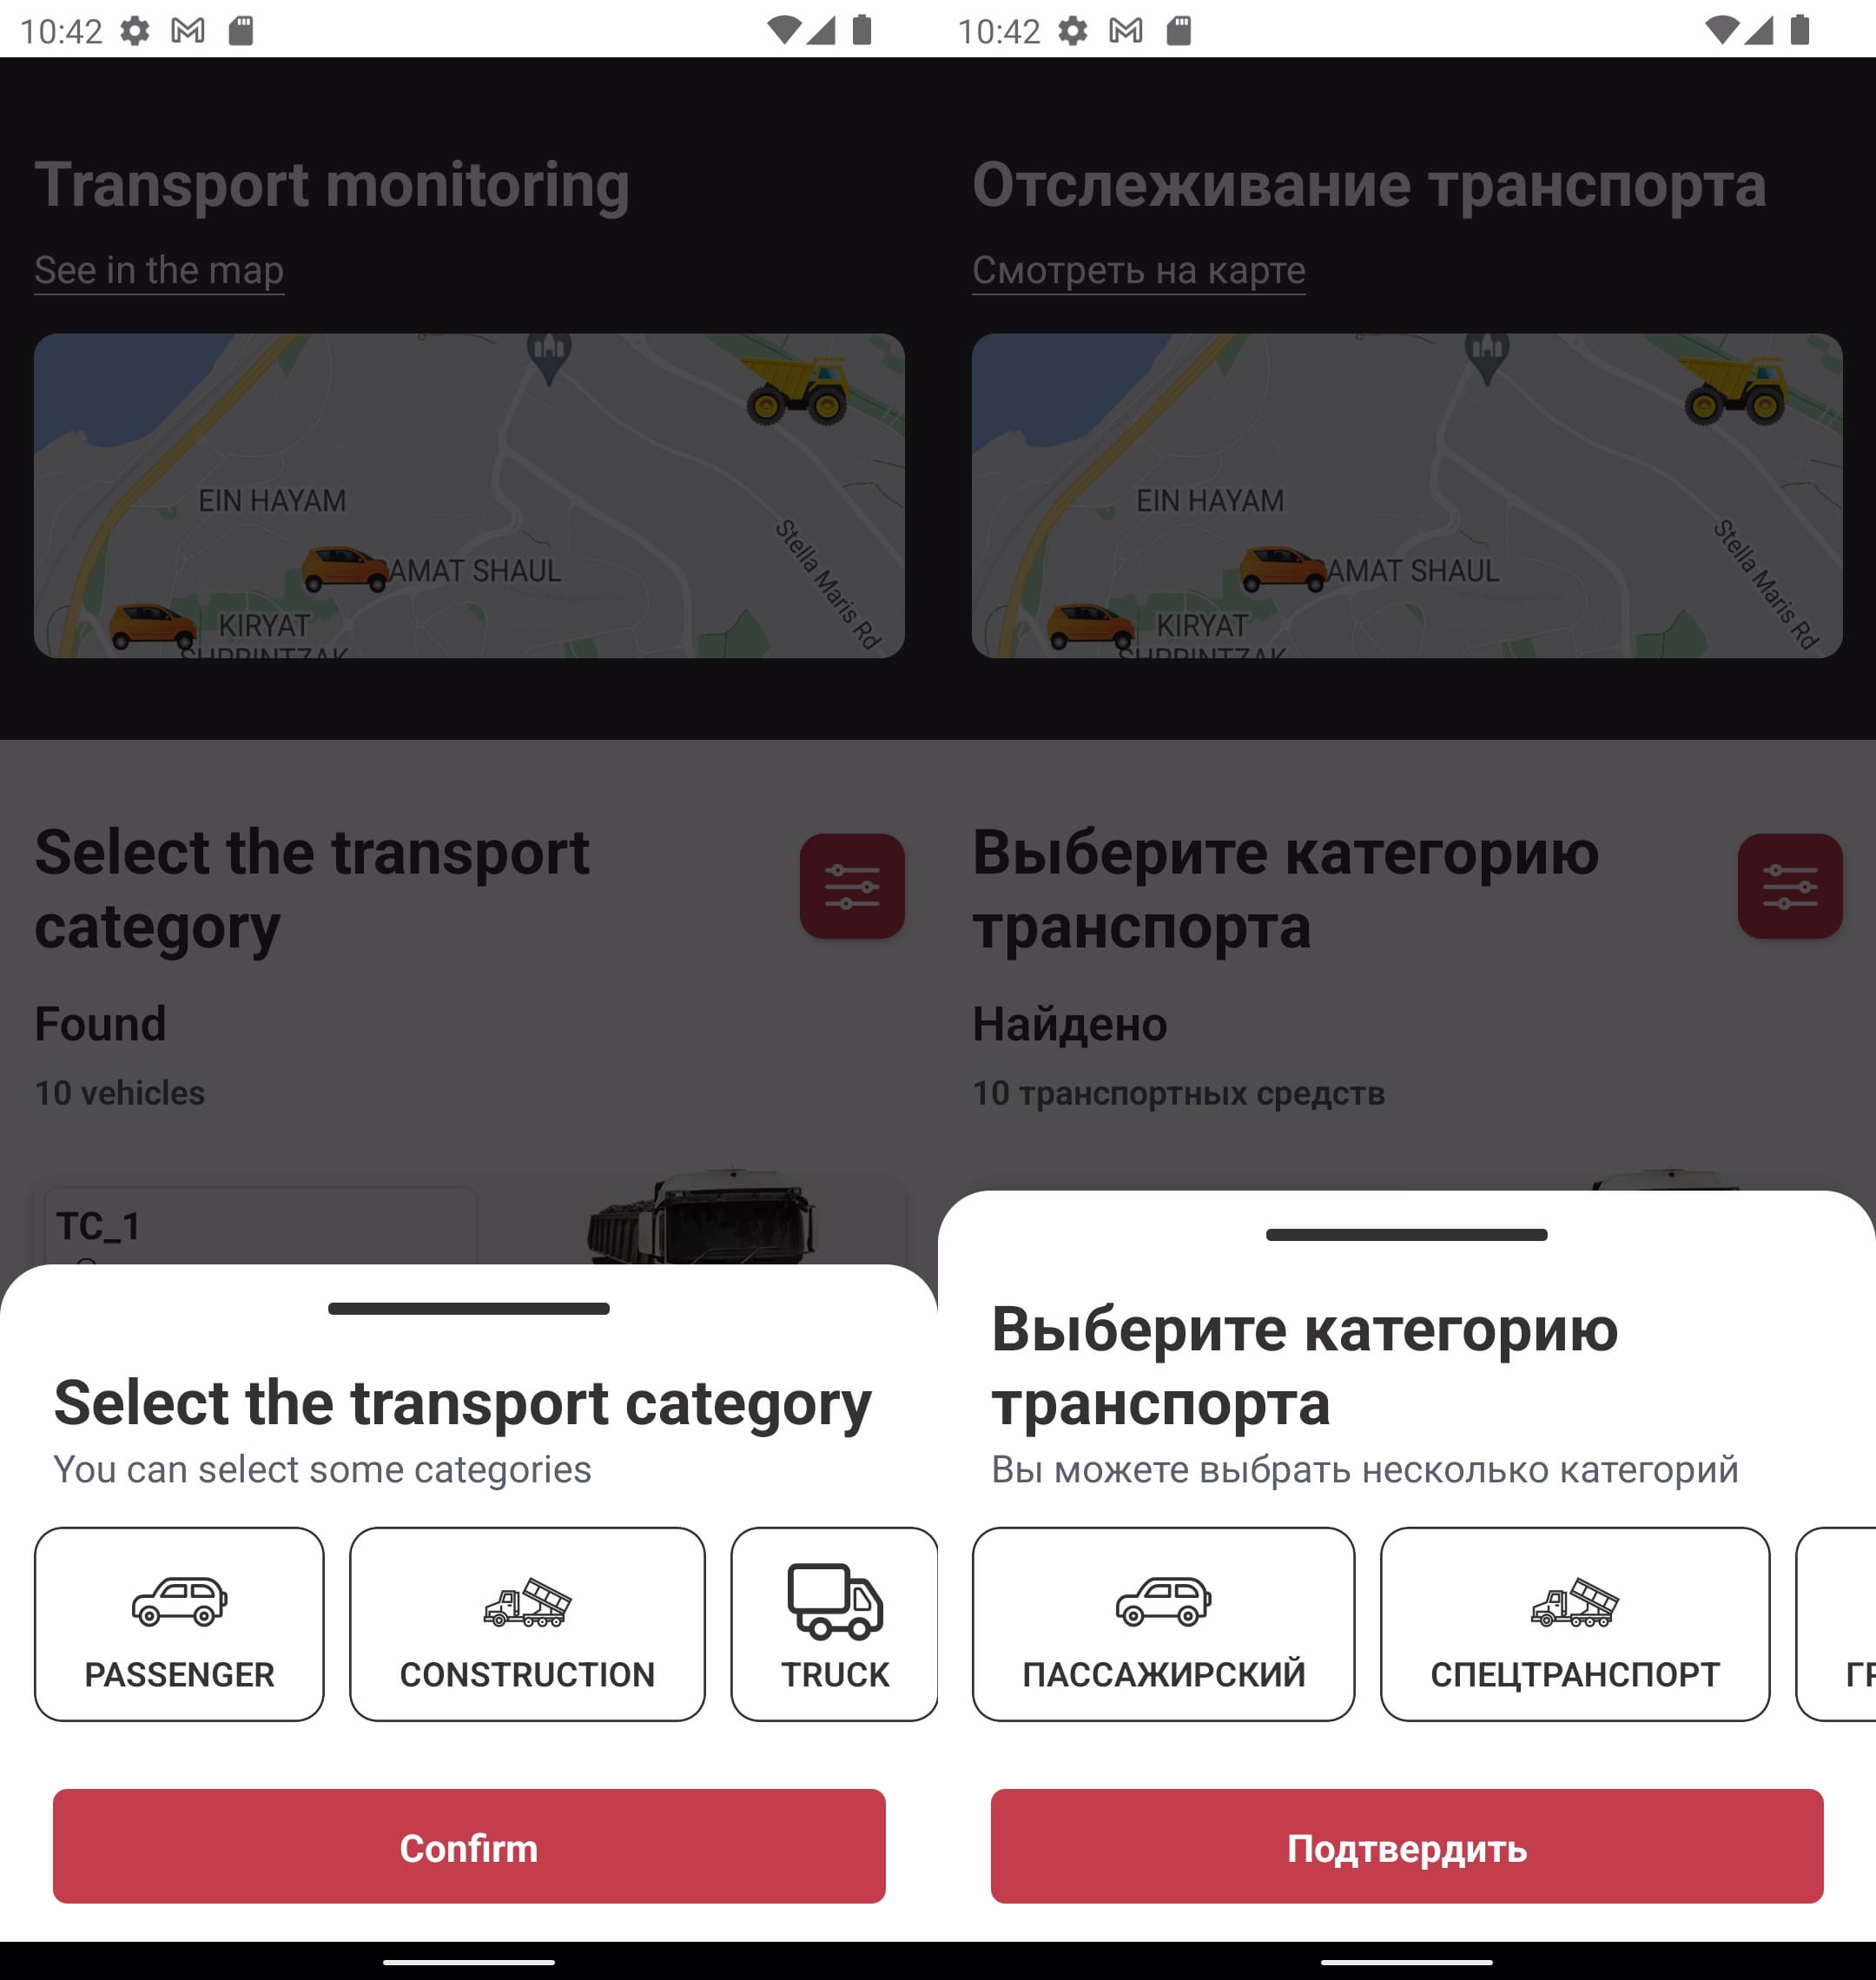 10:42
Transport monitoring
See in the map
EIN HAYAM
AMAT SHAUL
KIRYAT
SHPRINTZAK
Stella Maris Rd
Select the transport
category
Found
10 vehicles
TC_1
Select the transport category
You can select some categories
PASSENGER
CONSTRUCTION
TRUCK
Confirm
10:42
Отслеживание транспорта
Смотреть на карте
EIN HAYAM
AMAT SHAUL
KIRYAT
SHPRINTZAK
Stella Maris Rd
Выберите категорию
транспорта
Найдено
10 транспортных средств
Выберите категорию
транспорта
Вы можете выбрать несколько категорий
ПАССАЖИРСКИЙ
СПЕЦТРАНСПОРТ
Подтвердить